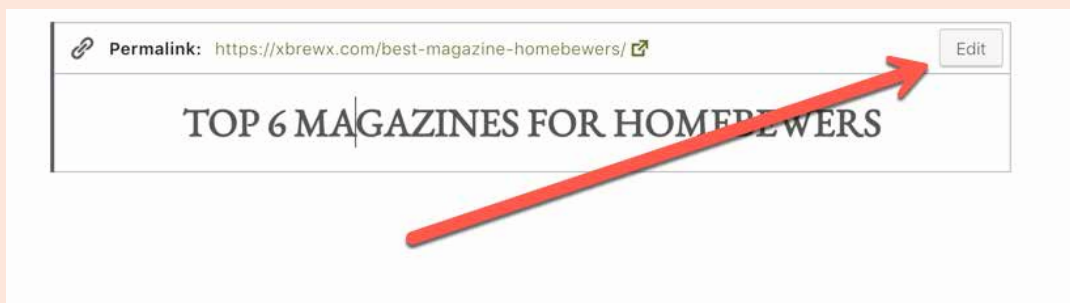 Permalink: https://xbrewx.com/best-magazine-homebewers/ Edit
TOP 6 MAGAZINES FOR HOMEBEWERS